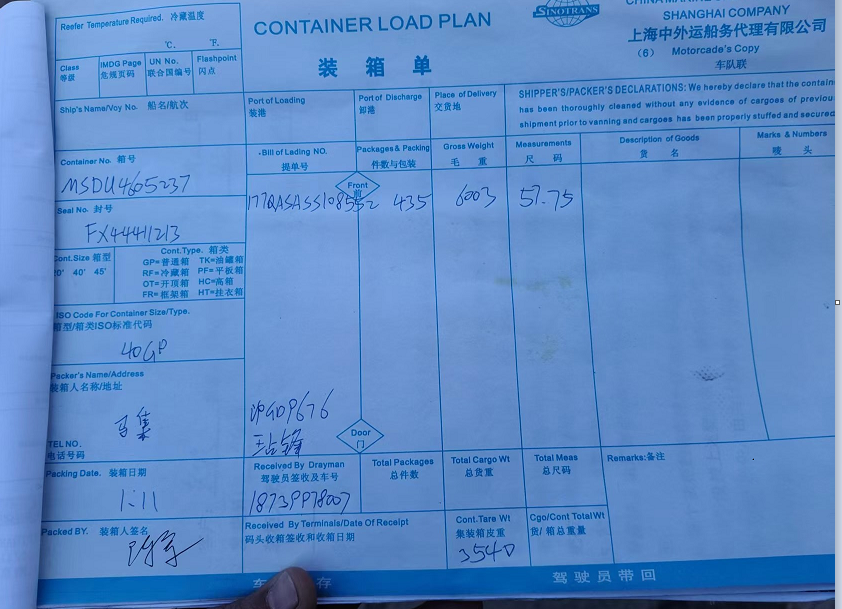 Reefer Temperature Required. 冷藏温度
℃. ℉.
CONTAINER LOAD PLAN
装 箱 单
SINOTRANS
SHANGHAI COMPANY
上海中外运船务代理有限公司
(6) Motorcade's Copy
车队联
Class 等级
IMDG Page 危规页码
UN No. 联合国编号
Flashpoint 闪点
Ship's Name/Voy No. 船名/航次
Port of Loading 装港
Port of Discharge 卸港
Place of Delivery 交货地
SHIPPER'S/PACKER'S DECLARATIONS: We hereby declare that the
has been thoroughly cleaned without any evidence of cargoes of
shipment prior to vanning and cargoes has been properly stuffed and secured
Container No. 箱号
MSDU4605237
Bill of Lading NO. 提单号
Packages & Packing 件数与包装
Gross Weight 毛 重
Measurements 尺 码
Description of Goods 货 名
Marks & Numbers 唛 头
Front 前
177QASASS108552 435 6003 57.75
Seal No. 封号
FX44411213
Cont.Size 箱型
40' 45'
Cont.Type. 箱类
GP=普通箱 TK=油罐箱
RF=冷藏箱 PF=平板箱
OT=开顶箱 HC=高箱
FR=框架箱 HT=挂衣箱
ISO Code For Container Size/Type.
箱型/箱类ISO标准代码
40GP
Packer's Name/Address
装箱人名称/地址
TEL NO.
电话号码
Door 门
Packing Date. 装箱日期
1.11
Received By Drayman
驾驶员签收及车号
Total Packages 总件数
Total Cargo Wt 总货重
Total Meas 总尺码
Remarks:备注
Packed BY. 装箱人签名
Received By Terminals/Date Of Receipt
码头收箱签收和收箱日期
Cont.Tare Wt 集装箱皮重
3540
Cgo/Cont Total Wt 货/箱总重量
驾驶员带回